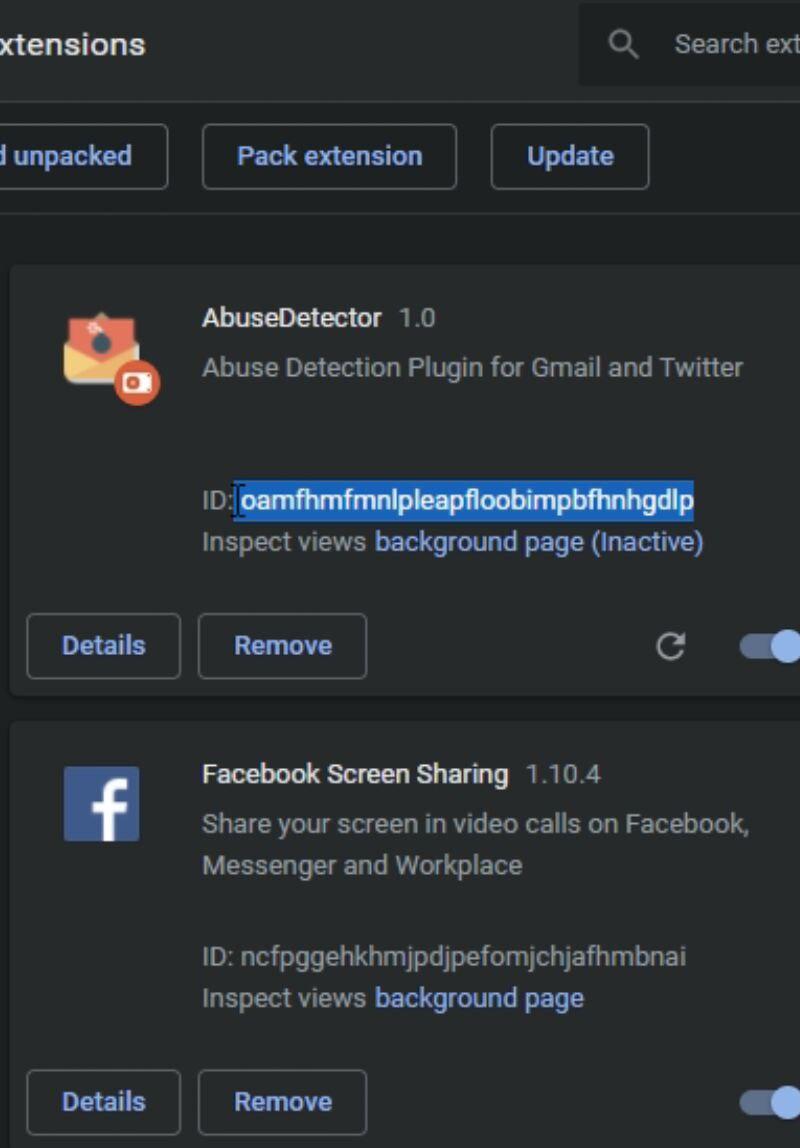 xtensions
Search ext
d unpacked
Pack extension
Update
AbuseDetector 1.0
Abuse Detection Plugin for Gmail and Twitter
ID: oamfhmfmnlpleapfloobimpbfhnhgdlp
Inspect views background page (Inactive)
Details
Remove
Facebook Screen Sharing 1.10.4
Share your screen in video calls on Facebook,
Messenger and Workplace
ID: ncfpggehkhmjpdjpefomjchjafhmbnai
Inspect views background page
Details
Remove